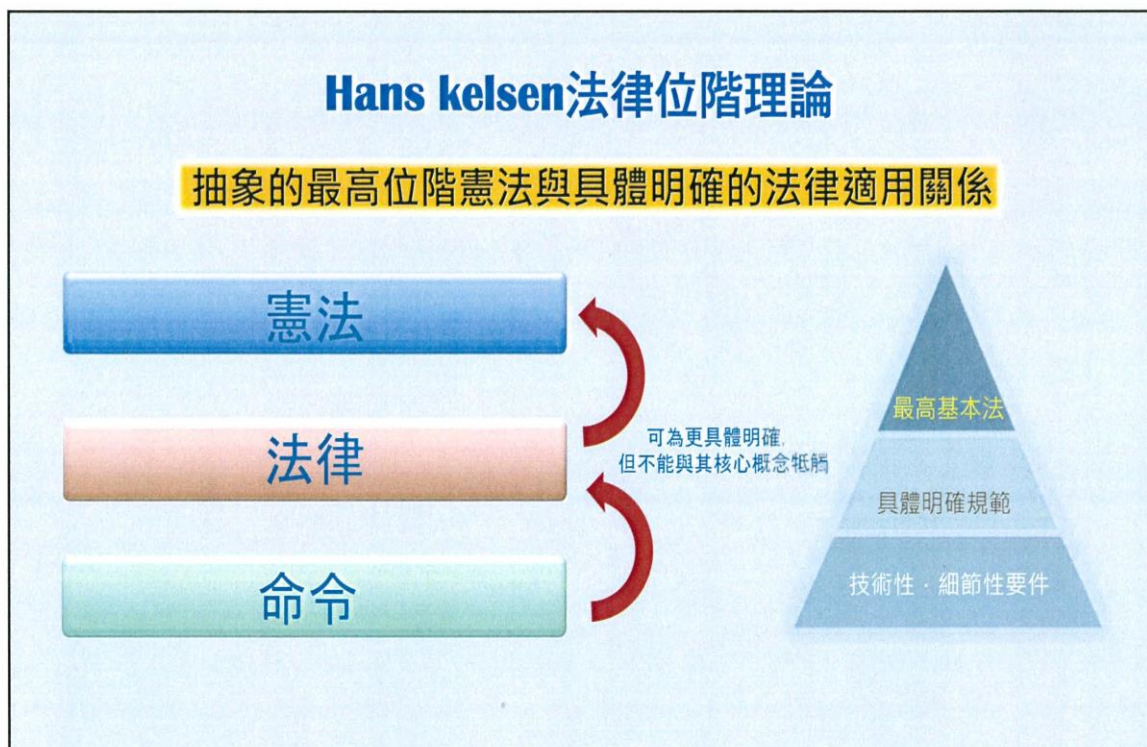 Hans kelsen法律位階理論
抽象的最高位階憲法與具體明確的法律適用關係
憲法
法律
命令
可為更具體明確,
但不能與其核心概念牴觸
最高基本法
具體明確規範
技術性．細節性要件